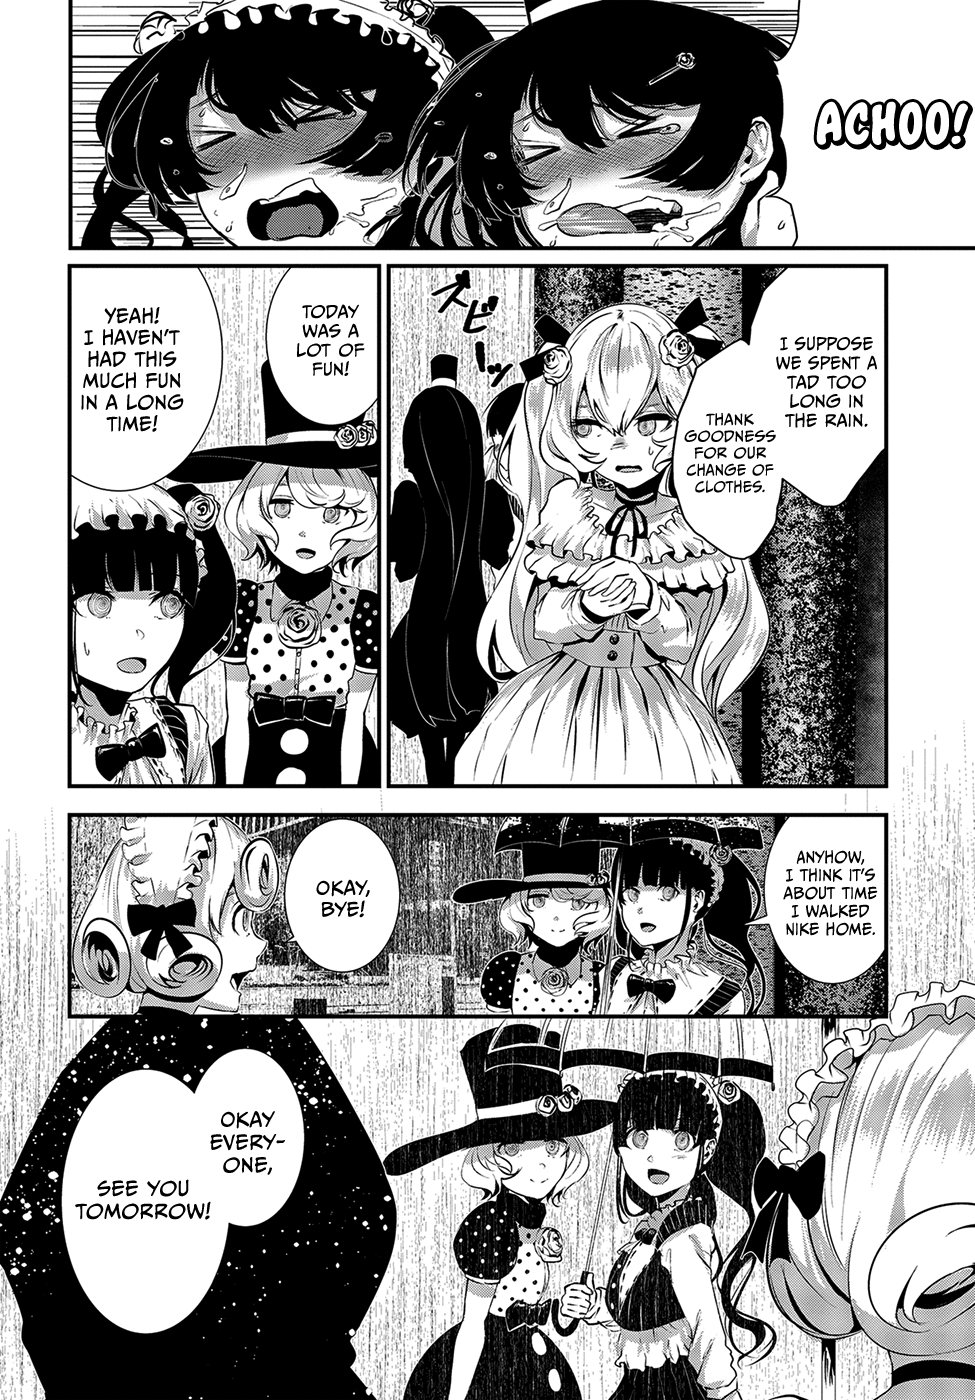 ACHOO!
I SUPPOSE
WE SPENT A
TAD TOO
LONG IN
THE RAIN.
THANK
GOODNESS
FOR OUR
CHANGE OF
CLOTHES.
ズビーッ
TODAY
WAS A
LOT OF
FUN!
YEAH!
I HAVEN'T
HAD THIS
MUCH FUN
IN A LONG
TIME!
ANYHOW,
I THINK IT'S
ABOUT TIME
I WALKED
NIKE HOME.
OKAY,
BYE!
OKAY
EVERY-
ONE,
SEE YOU
TOMORROW!